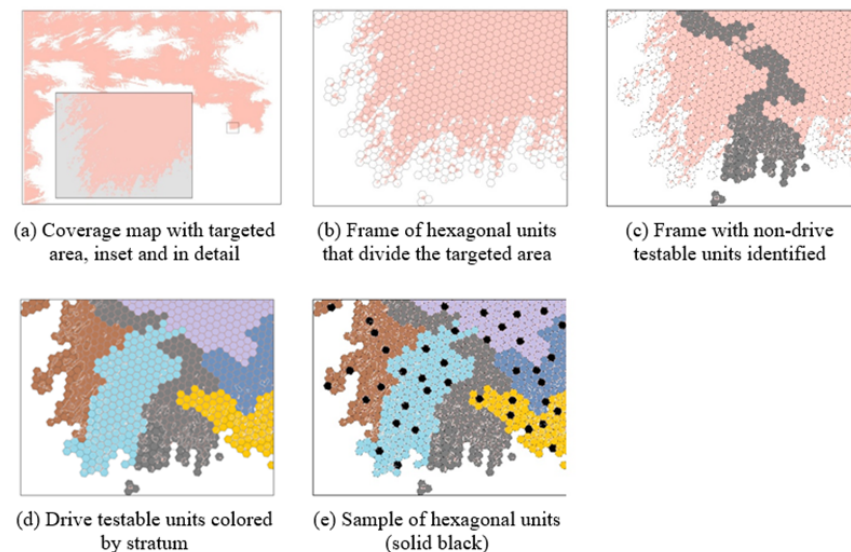 (a) Coverage map with targeted
area, inset and in detail
(b) Frame of hexagonal units
that divide the targeted area
(c) Frame with non-drive
testable units identified
(d) Drive testable units colored
by stratum
(e) Sample of hexagonal units
(solid black)